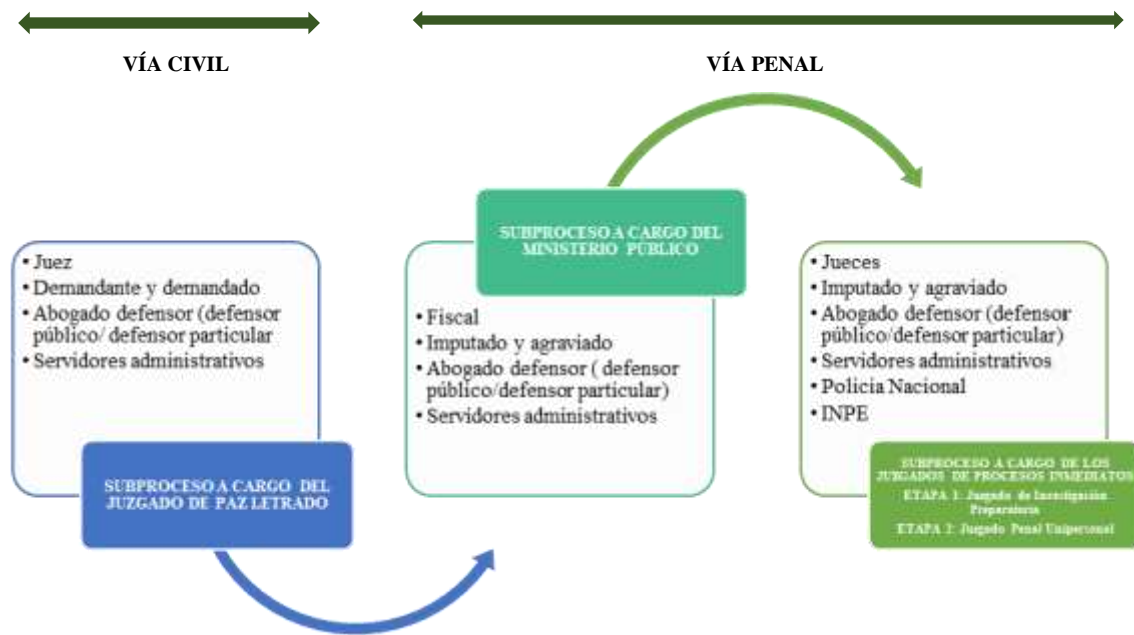 VÍA CIVIL
VÍA PENAL
• Juez
• Demandante y demandado
• Abogado defensor (defensor
público/ defensor particular
• Servidores administrativos
SUBPROCESO A CARGO DEL
JUZGADO DE PAZ LETRADO
SUBPROCESO A CARGO DEL
MINISTERIO PÚBLICO
• Fiscal
• Imputado y agraviado
• Abogado defensor ( defensor
público/defensor particular)
• Servidores administrativos
• Jueces
• Imputado y agraviado
• Abogado defensor (defensor
público/defensor particular)
• Servidores administrativos
• Policia Nacional
• INPE
SUBPROCESO A CARGO DE LOS
JUZGADOS DE PROCESOS INMEDIATOS
ETAPA 1: Juzgado de Investigación
Preparatoria
ETAPA 2: Juzgado Penal Unipersonal